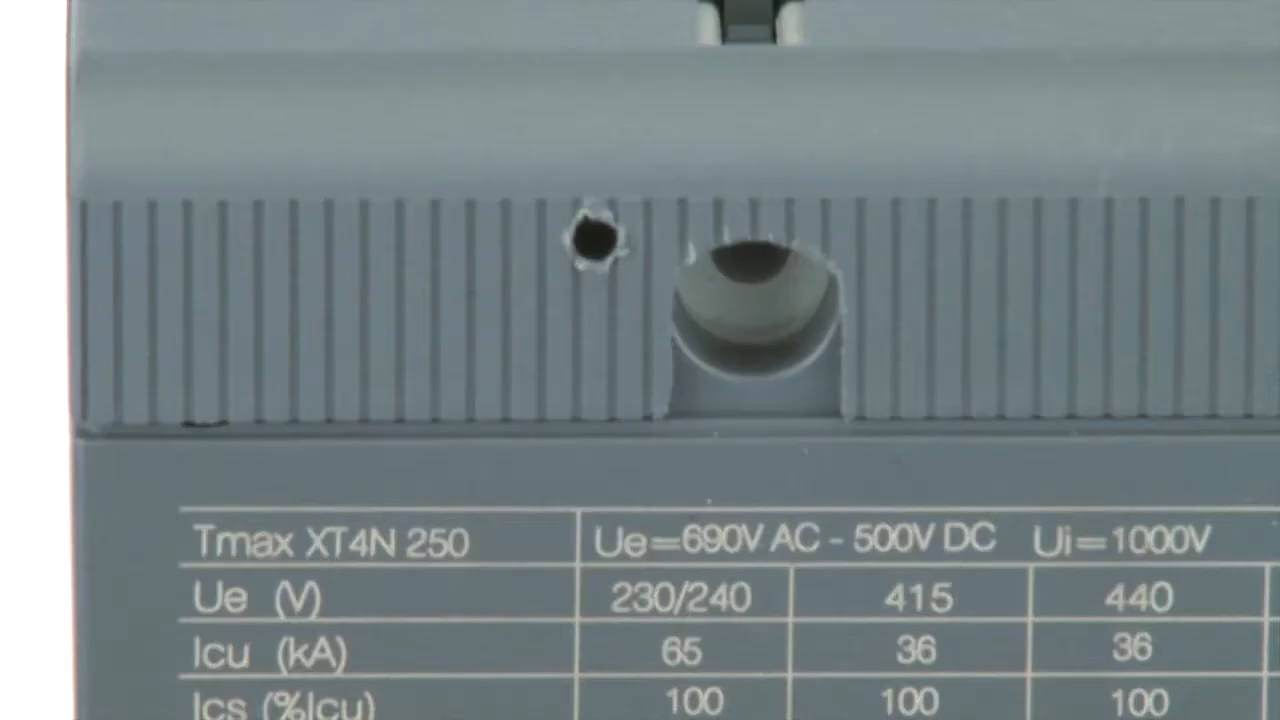 Tmax XT4N 250 Ue=690V AC - 500V DC Ui=1000V
Ue (V) 230/240 415 440
Icu (kA) 65 36 36
Ics (%Icu) 100 100 100